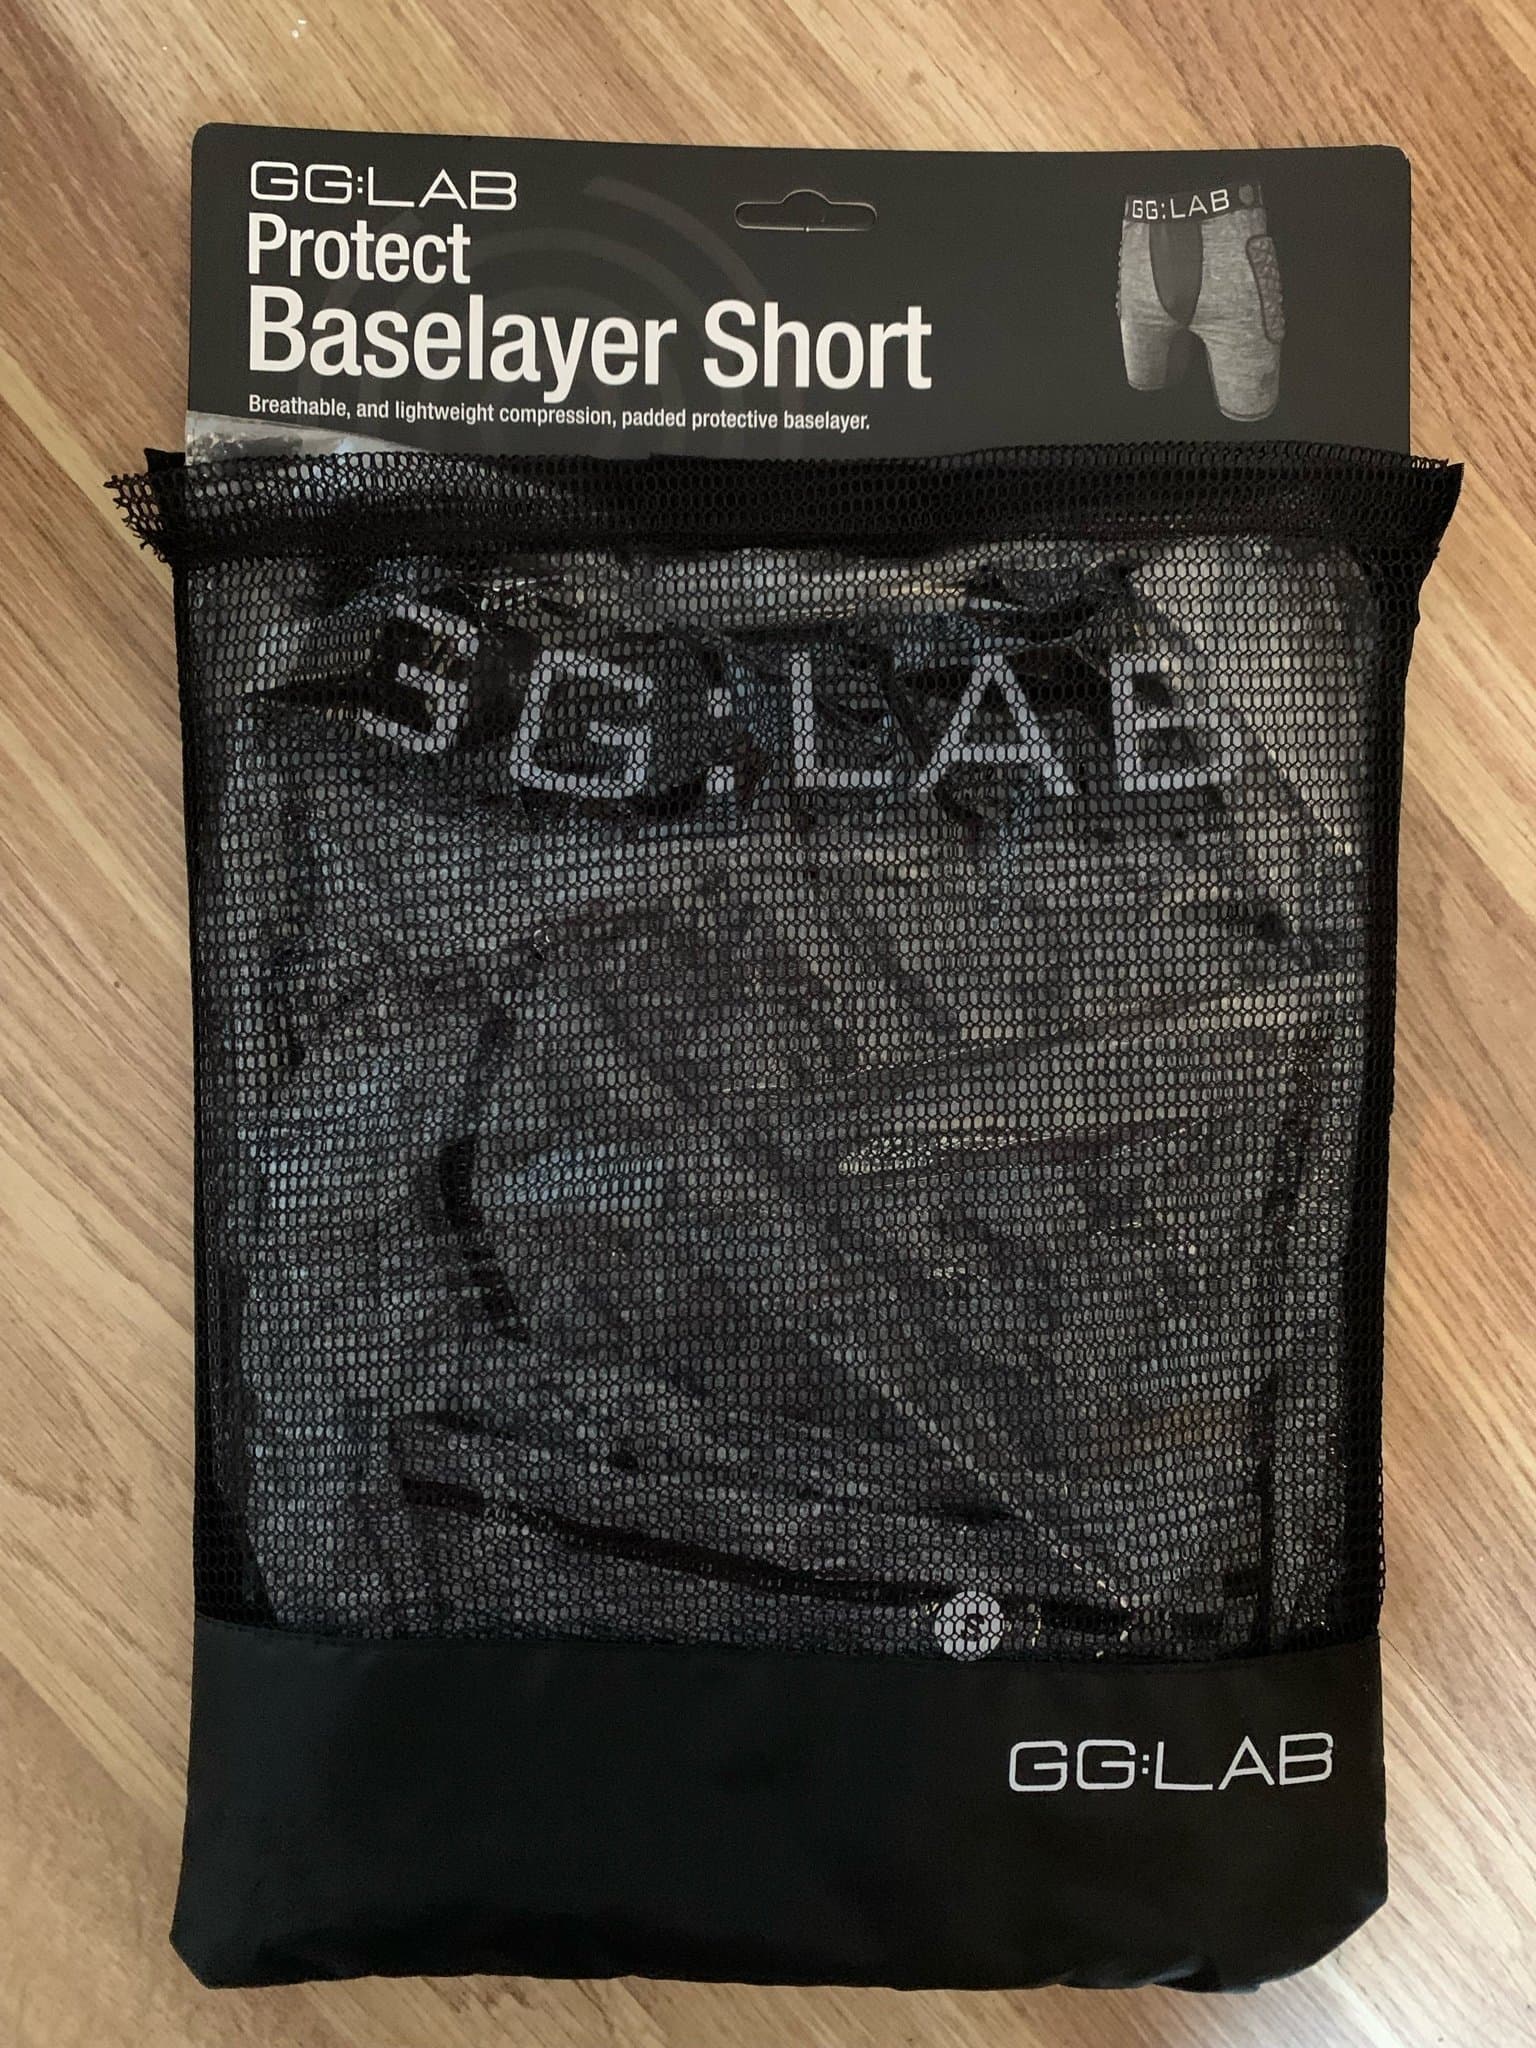 GG:LAB
Protect
Baselayer Short
Breathable, and lightweight compression, padded protective baselayer.
GG:LAB
GG:LAB
S
GG:LAB